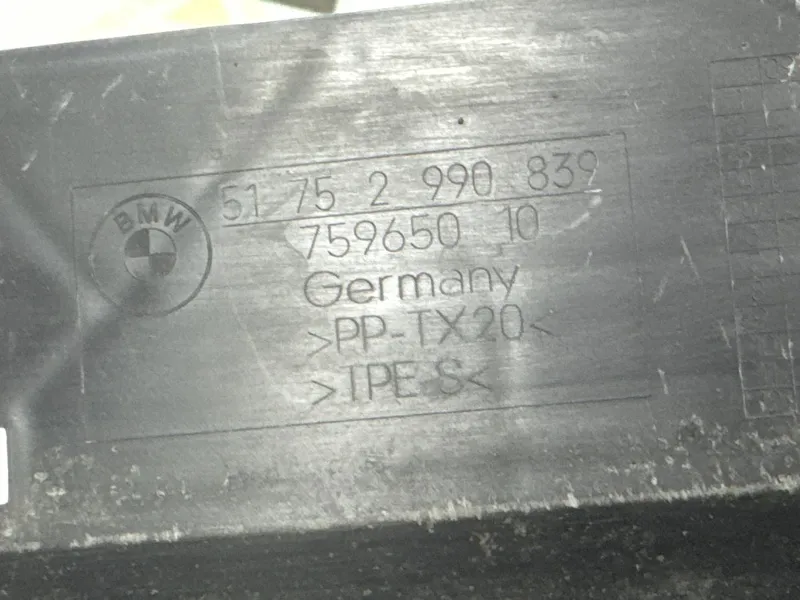 BMW
51 75 2 990 839
759650 10
Germany
>PP-TX20<
>TPE-S<